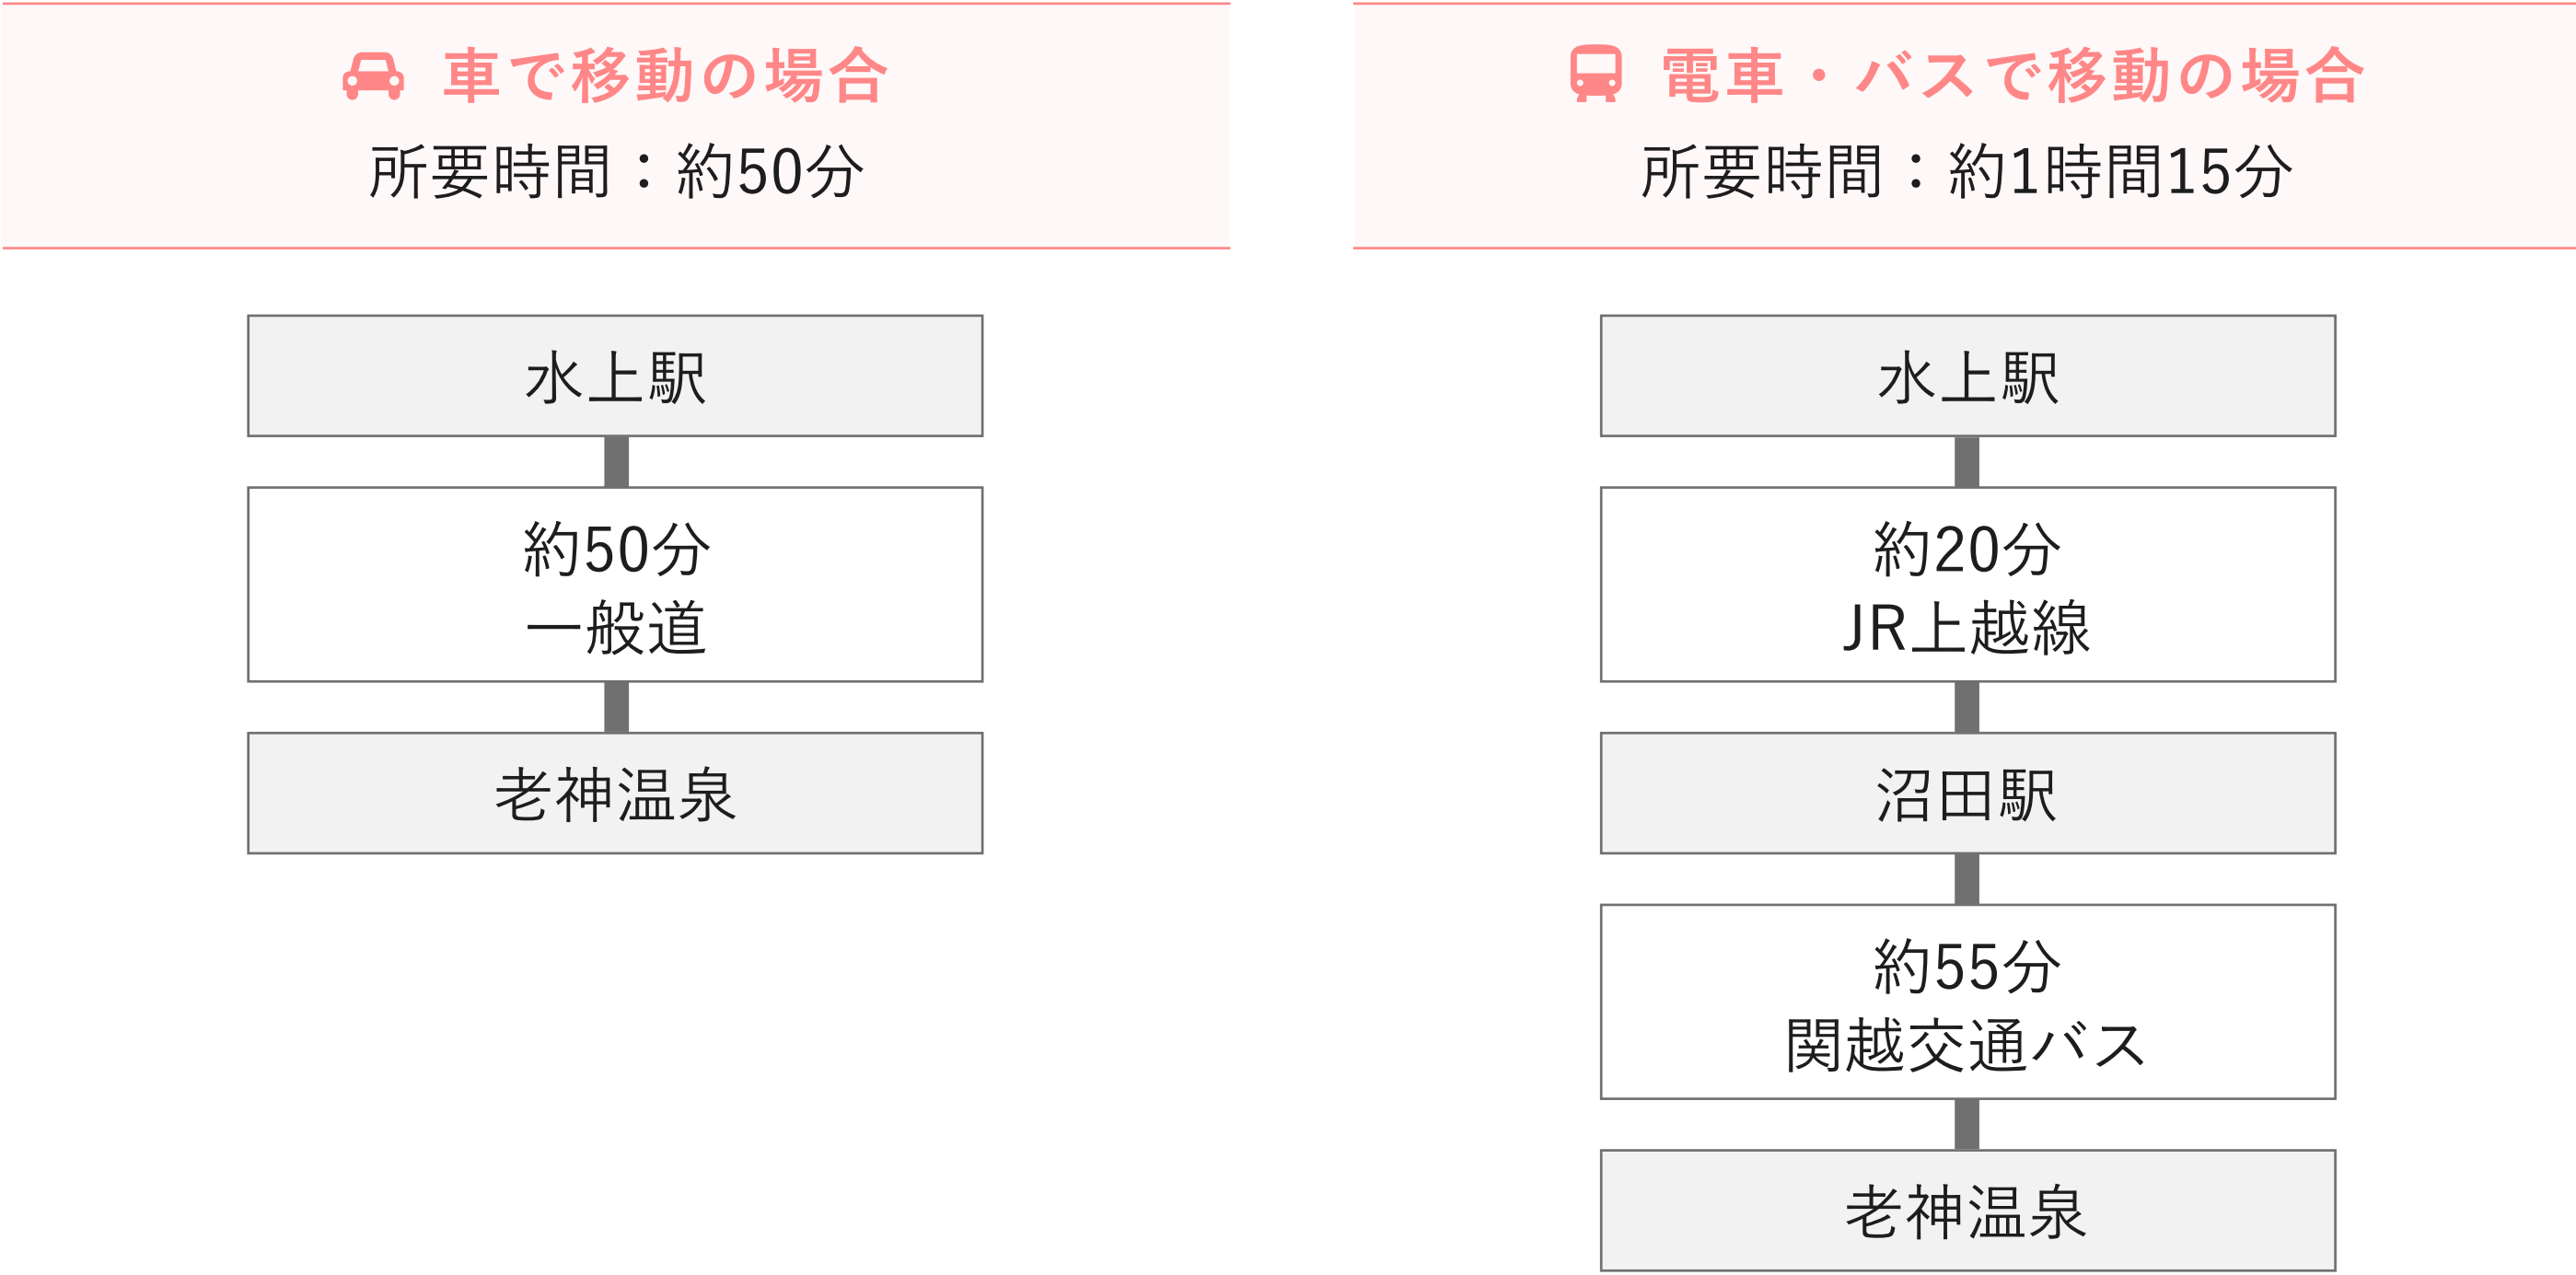 車で移動の場合
所要時間：約50分
水上駅
約50分
一般道
老神温泉
電車・バスで移動の場合
所要時間：約1時間15分
水上駅
約20分
JR上越線
沼田駅
約55分
関越交通バス
老神温泉